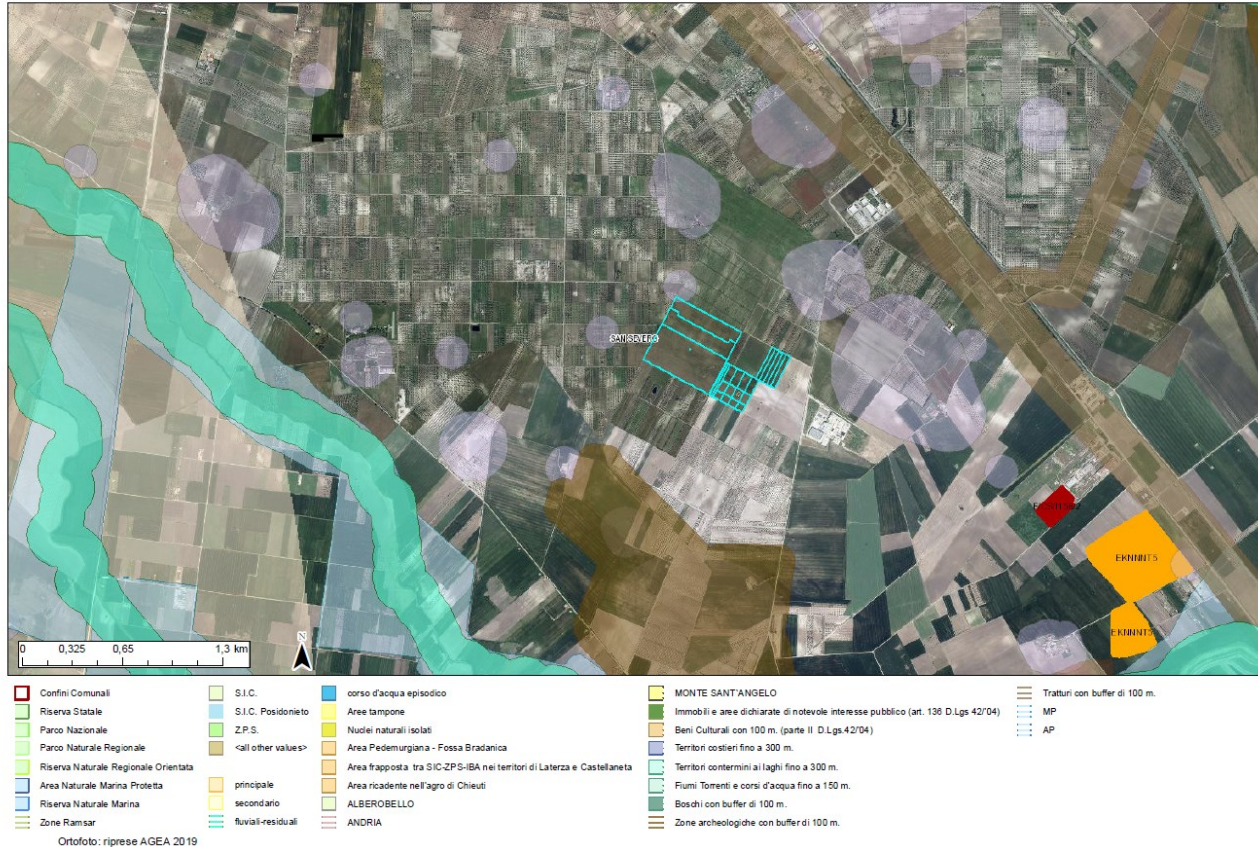 SAN SEVERO
EKNNNT5
EKNNNT5
N
0 0,325 0,65 1,3 km
Confini Comunali
Riserva Statale
Parco Nazionale
Parco Naturale Regionale
Riserva Naturale Regionale Orientata
Area Naturale Marina Protetta
Riserva Naturale Marina
Zone Ramsar
S.I.C.
S.I.C. Posidonieto
Z.P.S.
<all other values>
principale
secondario
fluviali-residuali
corso d'acqua episodico
Aree tampone
Nuclei naturali isolati
Area Pedemurgiana - Fossa Bradanica
Area frapposta tra SIC-ZPS-IBA nei territori di Laterza e Castellaneta
Area ricadente nell'agro di Chieuti
ALBEROBELLO
ANDRIA
MONTE SANT'ANGELO
Immobili e aree dichiarate di notevole interesse pubblico (art. 136 D.Lgs 42/'04)
Beni Culturali con 100 m. (parte II D.Lgs.42/'04)
Territori costieri fino a 300 m.
Territori contermini ai laghi fino a 300 m.
Fiumi Torrenti e corsi d'acqua fino a 150 m.
Boschi con buffer di 100 m.
Zone archeologiche con buffer di 100 m.
Tratturi con buffer di 100 m.
MP
AP
Ortofoto: riprese AGEA 2019